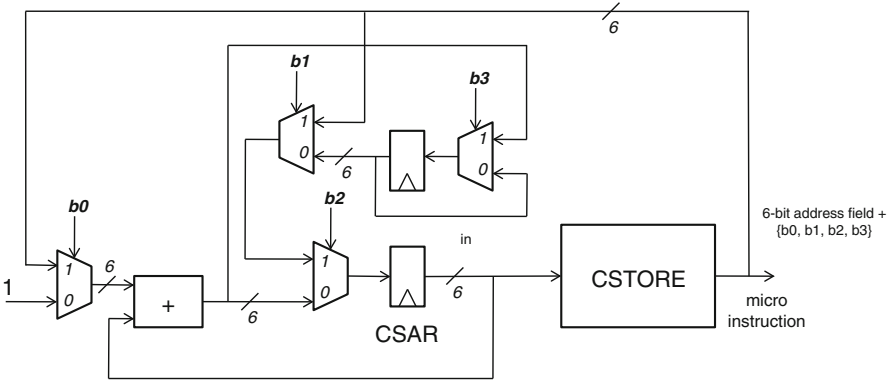 6
b1
b3
1
1
0
6
0
b2
6-bit address field +
{b0, b1, b2, b3}
b0
in
1
6
1
CSTORE
1
0
+
6
0
6
micro
instruction
CSAR